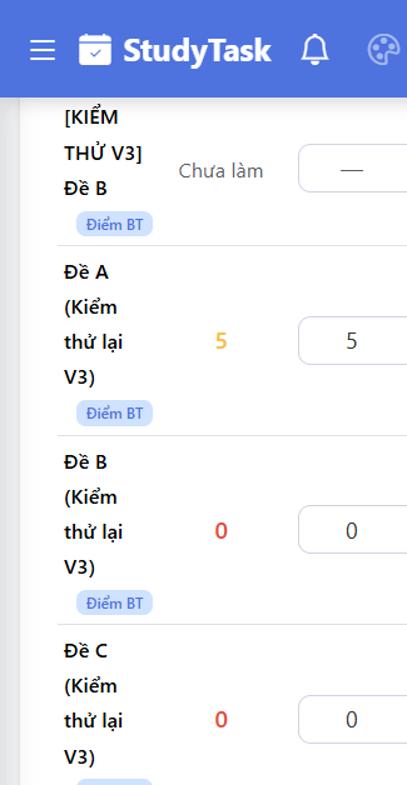 StudyTask
[KIỂM
THỬ V3]
Đề B
Chưa làm
—
Điểm BT
Đề A
(Kiểm
thử lại
V3)
5
5
Điểm BT
Đề B
(Kiểm
thử lại
V3)
0
0
Điểm BT
Đề C
(Kiểm
thử lại
V3)
0
0